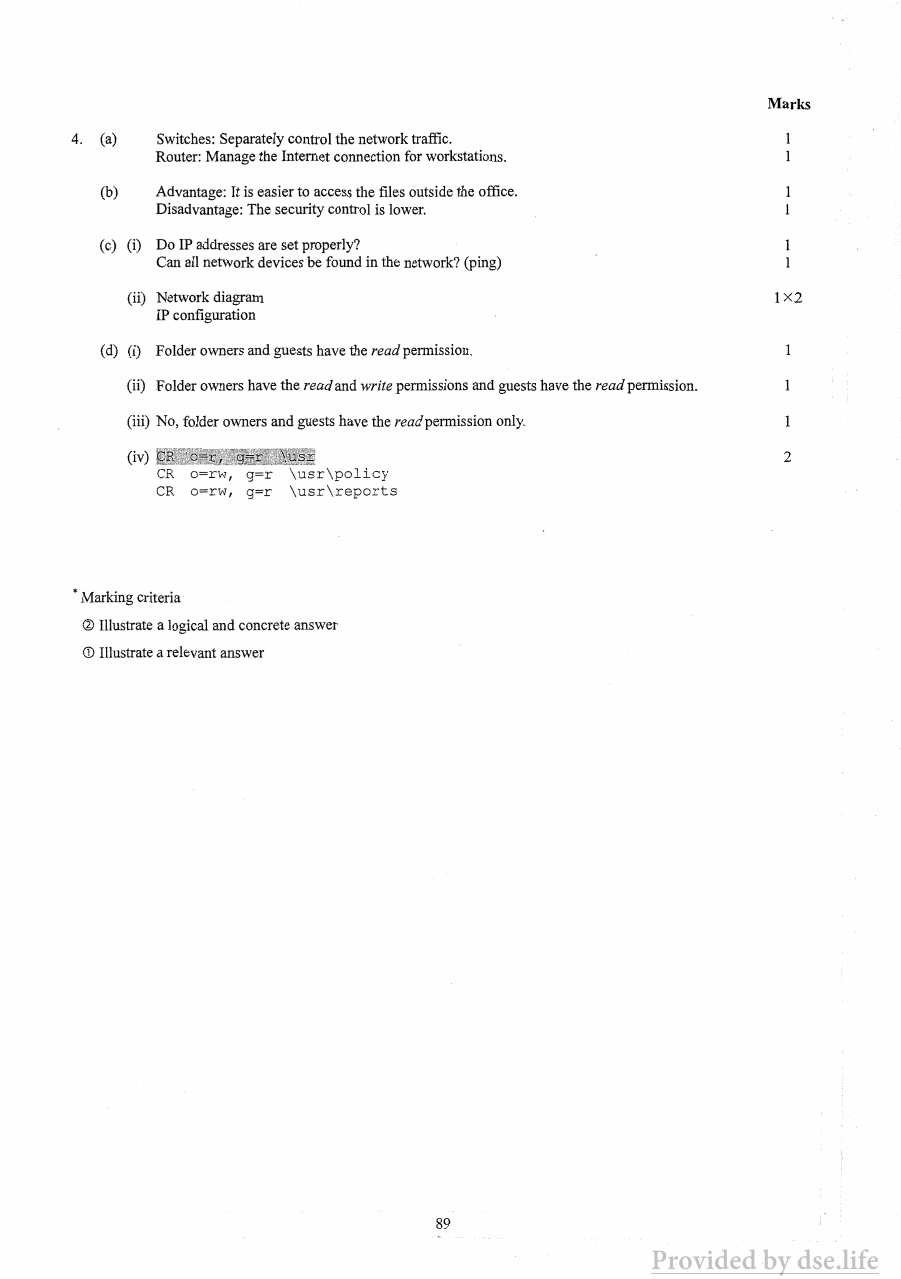 Marks
4. (a) Switches: Separately control the network traffic. 1
Router: Manage the Internet connection for workstations. 1
(b) Advantage: It is easier to access the files outside the office. 1
Disadvantage: The security control is lower. 1
(c) (i) Do IP addresses are set properly? 1
Can all network devices be found in the network? (ping) 1
(ii) Network diagram 1×2
IP configuration
(d) (i) Folder owners and guests have the read permission. 1
(ii) Folder owners have the read and write permissions and guests have the read permission. 1
(iii) No, folder owners and guests have the read permission only. 1
(iv) CR o=r, g=r \usr 2
CR o=rw, g=r \usr\policy
CR o=rw, g=r \usr\reports
* Marking criteria
② Illustrate a logical and concrete answer
① Illustrate a relevant answer
89
Provided by dse.life